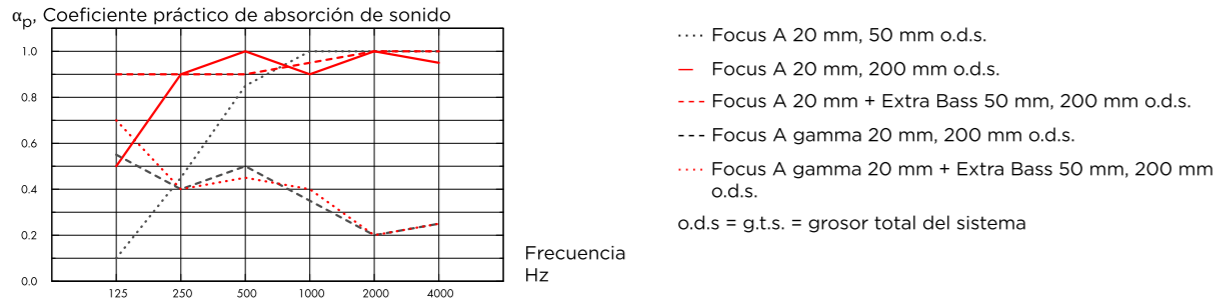 αp, Coeficiente práctico de absorción de sonido
1.0
0.8
0.6
0.4
0.2
0.0
125 250 500 1000 2000 4000
Frecuencia
Hz
Focus A 20 mm, 50 mm o.d.s.
Focus A 20 mm, 200 mm o.d.s.
Focus A 20 mm + Extra Bass 50 mm, 200 mm o.d.s.
Focus A gamma 20 mm, 200 mm o.d.s.
Focus A gamma 20 mm + Extra Bass 50 mm, 200 mm
o.d.s.
o.d.s = g.t.s. = grosor total del sistema